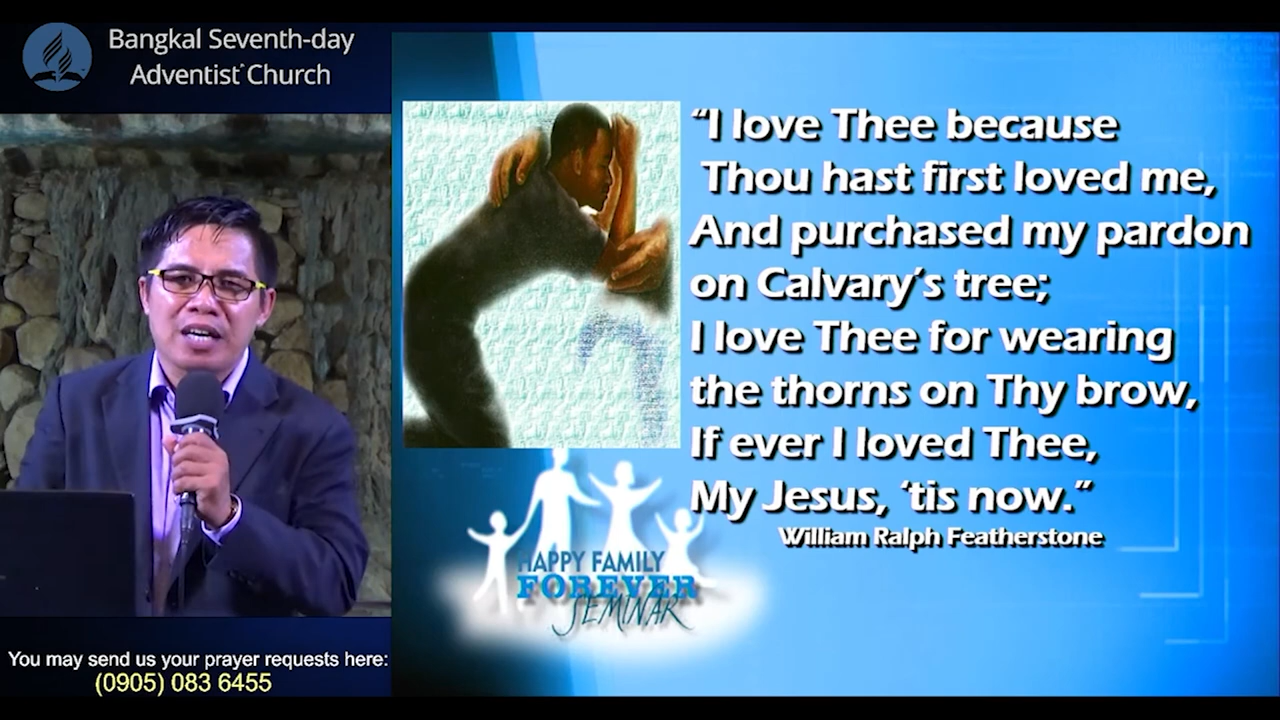 Bangkal Seventh-day
Adventist® Church
"I love Thee because
Thou hast first loved me,
And purchased my pardon
on Calvary's tree;
I love Thee for wearing
the thorns on Thy brow,
If ever I loved Thee,
My Jesus, 'tis now."
William Ralph Featherstone
HAPPY FAMILY
FOREVER
SEMINAR
You may send us your prayer requests here:
(0905) 083 6455